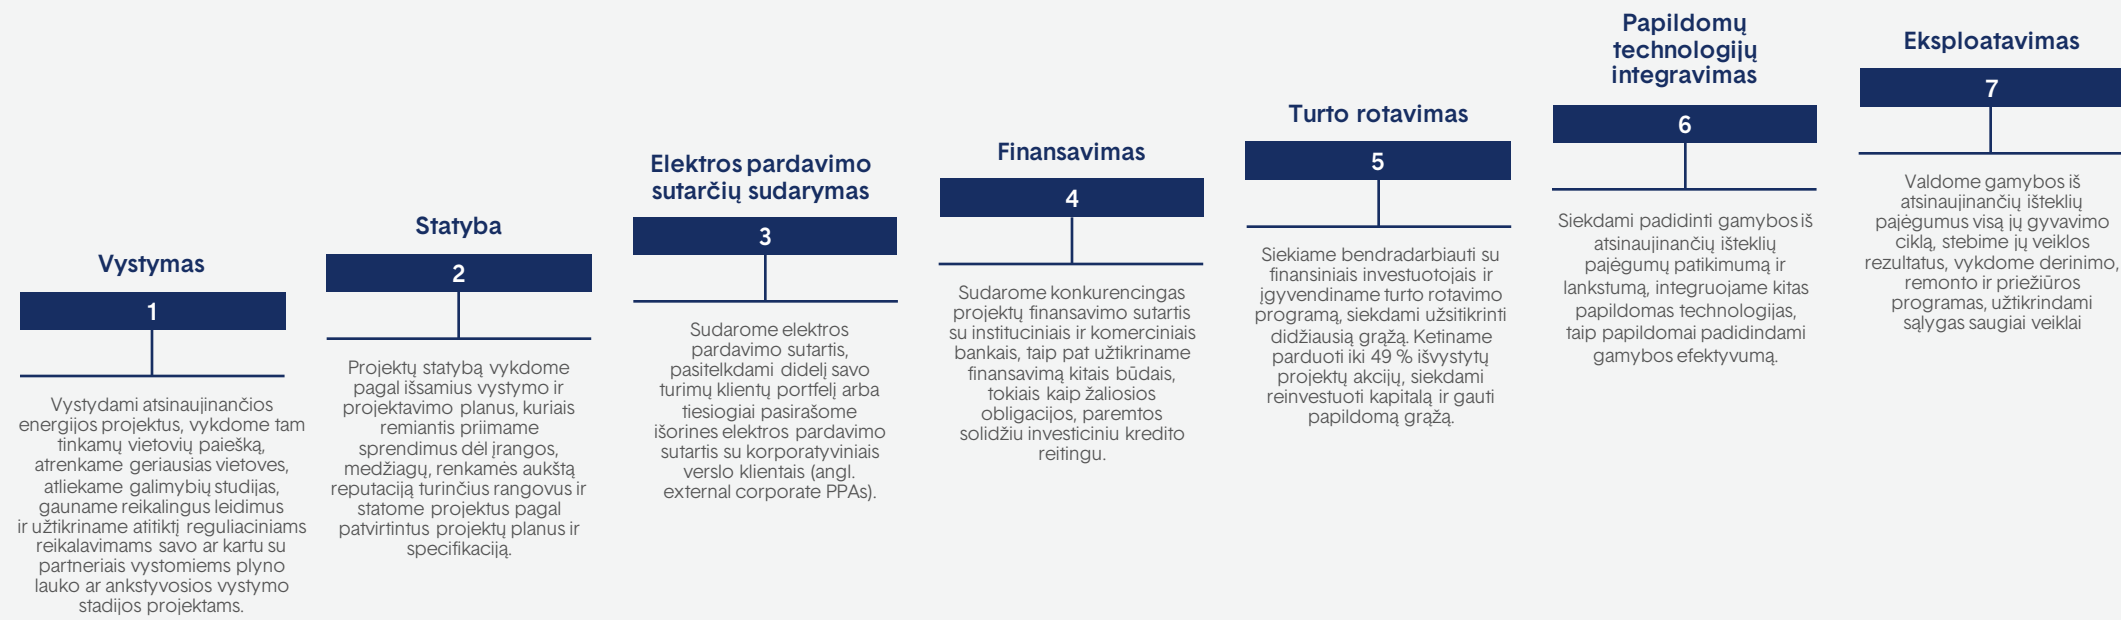 Vystymas
1
Vystydami atsinaujinančios
energijos projektus, vykdome tam
tinkamų vietovių paiešką,
atrenkame geriausias vietoves,
atliekame galimybių studijas,
gauname reikalingus leidimus
ir užtikriname atitiktį reguliaciniams
reikalavimams savo ar kartu su
partneriais vystomiems plyno
lauko ar ankstyvosios vystymo
stadijos projektams.
Statyba
2
Projektų statybą vykdome
pagal išsamius vystymo ir
projektavimo planus, kuriais
remiantis priimame
sprendimus dėl įrangos,
medžiagų, renkamės aukštą
reputaciją turinčius rangovus ir
statome projektus pagal
patvirtintus projektų planus ir
specifikaciją.
Elektros pardavimo
sutarčių sudarymas
3
Sudarome elektros
pardavimo sutartis,
pasitelkdami didelį savo
turimų klientų portfelį arba
tiesiogiai pasirašome
išorines elektros pardavimo
sutartis su korporatyviniais
verslo klientais (angl.
external corporate PPAs).
Finansavimas
4
Sudarome konkurencingas
projektų finansavimo sutartis
su instituciniais ir komerciniais
bankais, taip pat užtikriname
finansavimą kitais būdais,
tokiais kaip žaliosios
obligacijos, paremtos
solidžiu investiciniu kredito
reitingu.
Turto rotavimas
5
Siekiame bendradarbiauti su
finansiniais investuotojais ir
įgyvendiname turto rotavimo
programą, siekdami užsitikrinti
didžiausią grąžą. Ketiname
parduoti iki 49 % išvystytų
projektų akcijų, siekdami
reinvestuoti kapitalą ir gauti
papildomą grąžą.
Papildomų
technologijų
integravimas
6
Siekdami padidinti gamybos iš
atsinaujinančių išteklių
pajėgumų patikimumą ir
lankstumą, integruojame kitas
papildomas technologijas,
taip papildomai padidindami
gamybos efektyvumą.
Eksploatavimas
7
Valdome gamybos iš
atsinaujinančių išteklių
pajėgumus visą jų gyvavimo
ciklą, stebime jų veiklos
rezultatus, vykdome derinimo,
remonto ir priežiūros
programas, užtikrindami
sąlygas saugiai veiklai